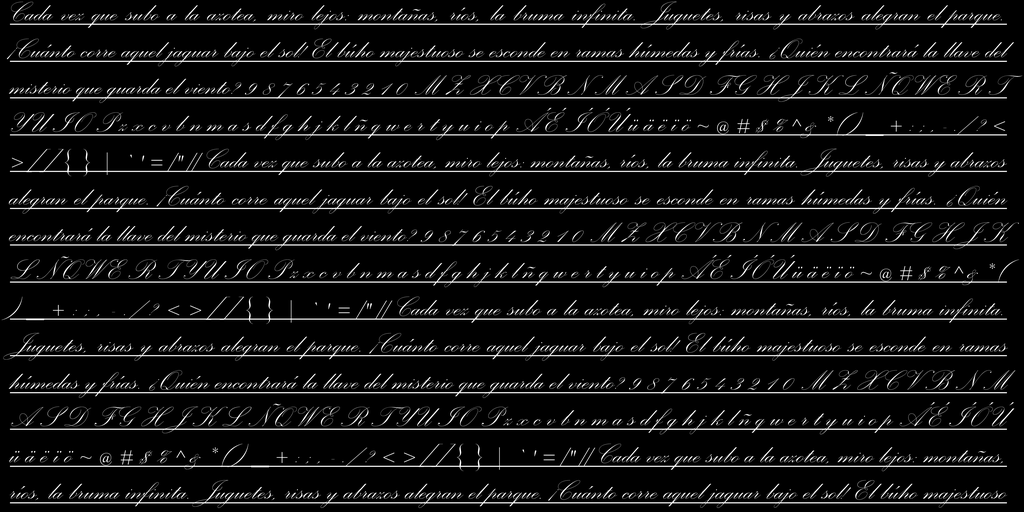 Cada vez que subo a la azotea, miro lejos: montañas, ríos, la bruma infinita. Juguetes, risas y abrazos alegran el parque.
¡Cuánto corre aquel jaguar bajo el sol! El búho majestuoso se esconde en ramas húmedas y frías. ¿Quién encontrará la llave del
misterio que guarda el viento? 9 8 7 6 5 4 3 2 1 0 M Z X C V B N M A S D F G H J K L Ñ Q W E R T
Y U I O P z x c v b n m a s d f g h j k l ñ q w e r t y u i o p Á É Í Ó Ú ü ä ë ï ö ~ @ # $ % ^ & * ( ) _ + : ; , - . / ? <
> / / { } | ` ' = / " // Cada vez que subo a la azotea, miro lejos: montañas, ríos, la bruma infinita. Juguetes, risas y abrazos
alegran el parque. ¡Cuánto corre aquel jaguar bajo el sol! El búho majestuoso se esconde en ramas húmedas y frías. ¿Quién
encontrará la llave del misterio que guarda el viento? 9 8 7 6 5 4 3 2 1 0 M Z X C V B N M A S D F G H J K
L Ñ Q W E R T Y U I O P z x c v b n m a s d f g h j k l ñ q w e r t y u i o p Á É Í Ó Ú ü ä ë ï ö ~ @ # $ % ^ & * (
) _ + : ; , - . / ? < > / / { } | ` ' = / " // Cada vez que subo a la azotea, miro lejos: montañas, ríos, la bruma infinita.
Juguetes, risas y abrazos alegran el parque. ¡Cuánto corre aquel jaguar bajo el sol! El búho majestuoso se esconde en ramas
húmedas y frías. ¿Quién encontrará la llave del misterio que guarda el viento? 9 8 7 6 5 4 3 2 1 0 M Z X C V B N M
A S D F G H J K L Ñ Q W E R T Y U I O P z x c v b n m a s d f g h j k l ñ q w e r t y u i o p Á É Í Ó Ú
ü ä ë ï ö ~ @ # $ % ^ & * ( ) _ + : ; , - . / ? < > / / { } | ` ' = / " // Cada vez que subo a la azotea, miro lejos: montañas,
ríos, la bruma infinita. Juguetes, risas y abrazos alegran el parque. ¡Cuánto corre aquel jaguar bajo el sol! El búho majestuoso